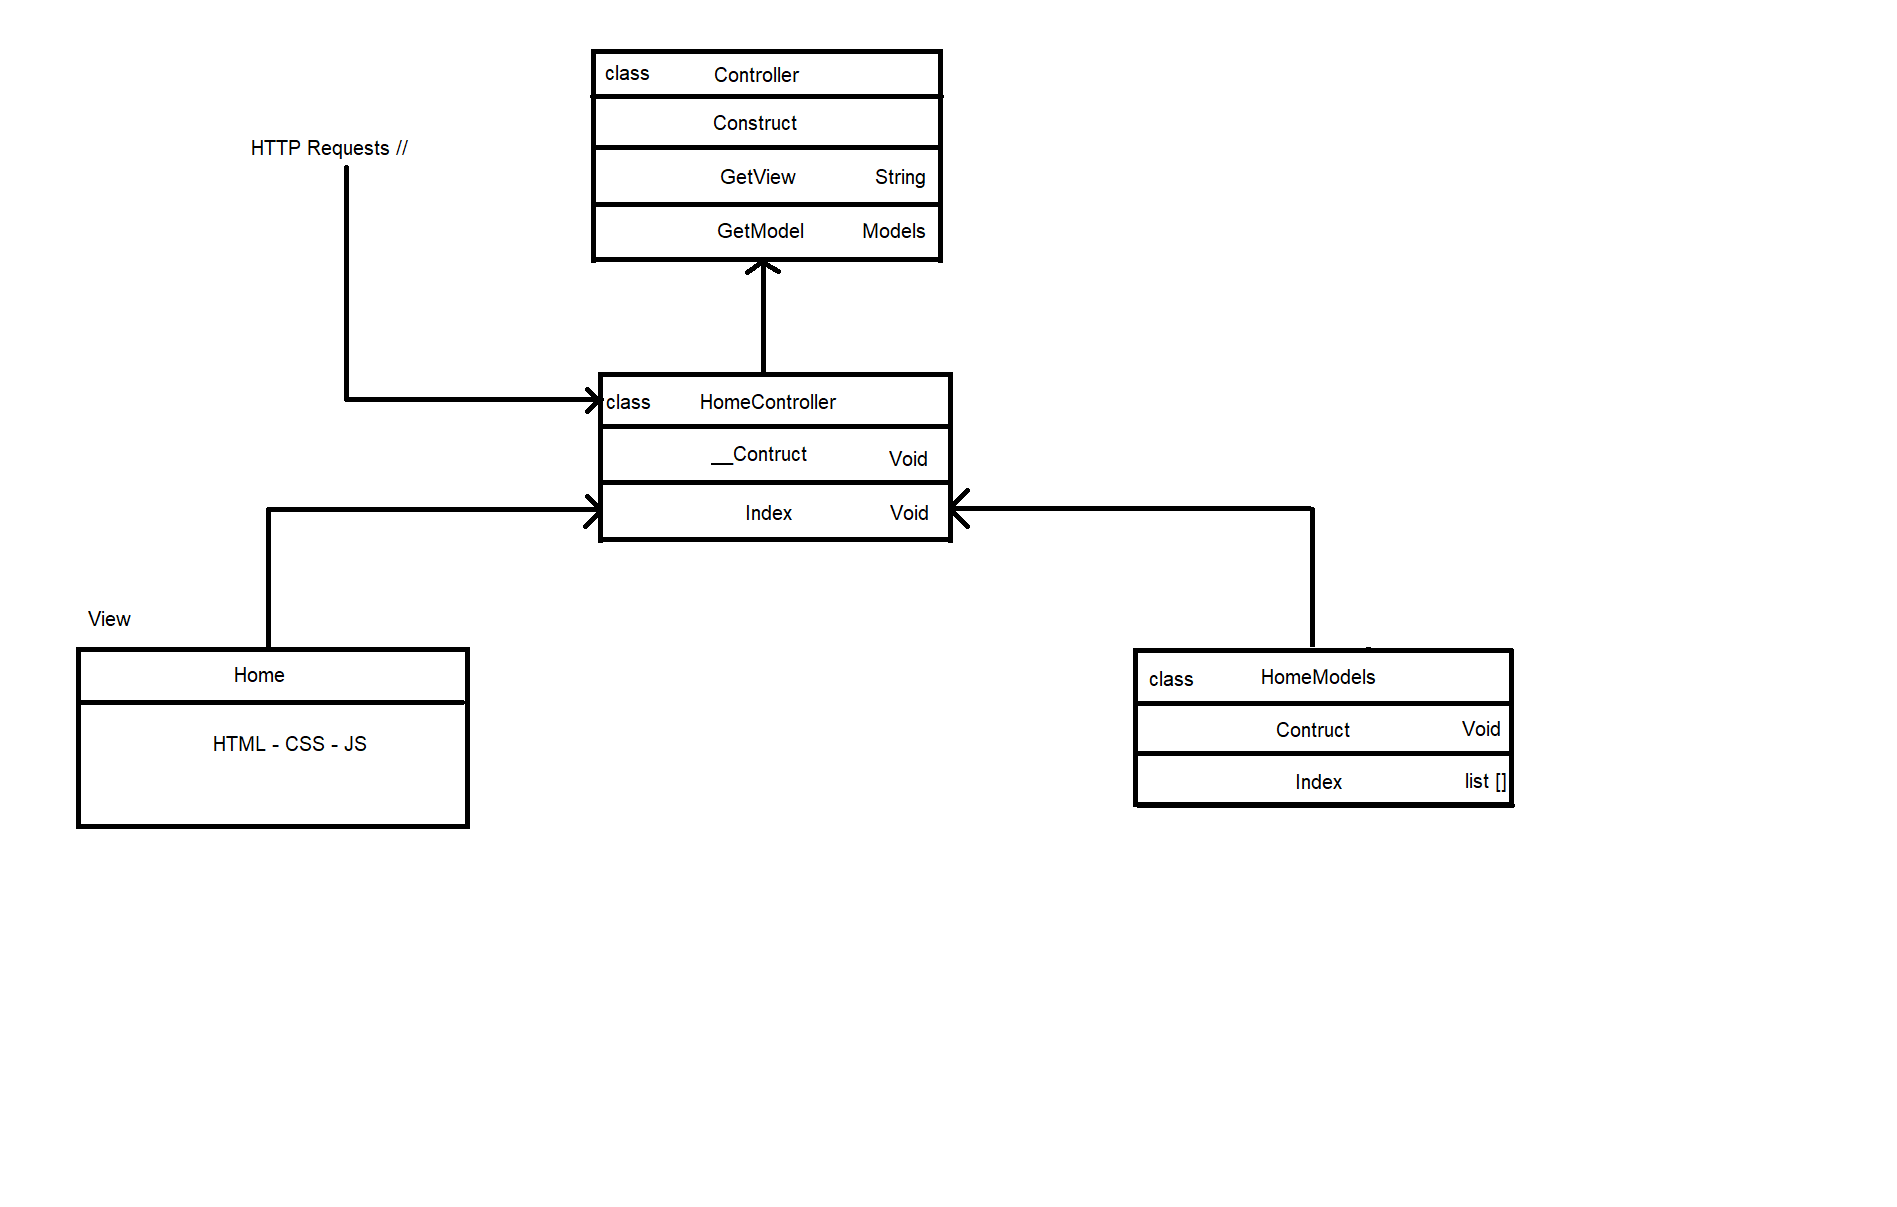 class Controller
Construct
HTTP Requests //
GetView String
GetModel Models
class HomeController
__Contruct Void
Index Void
View
Home
HTML - CSS - JS
class HomeModels
Contruct Void
Index list []